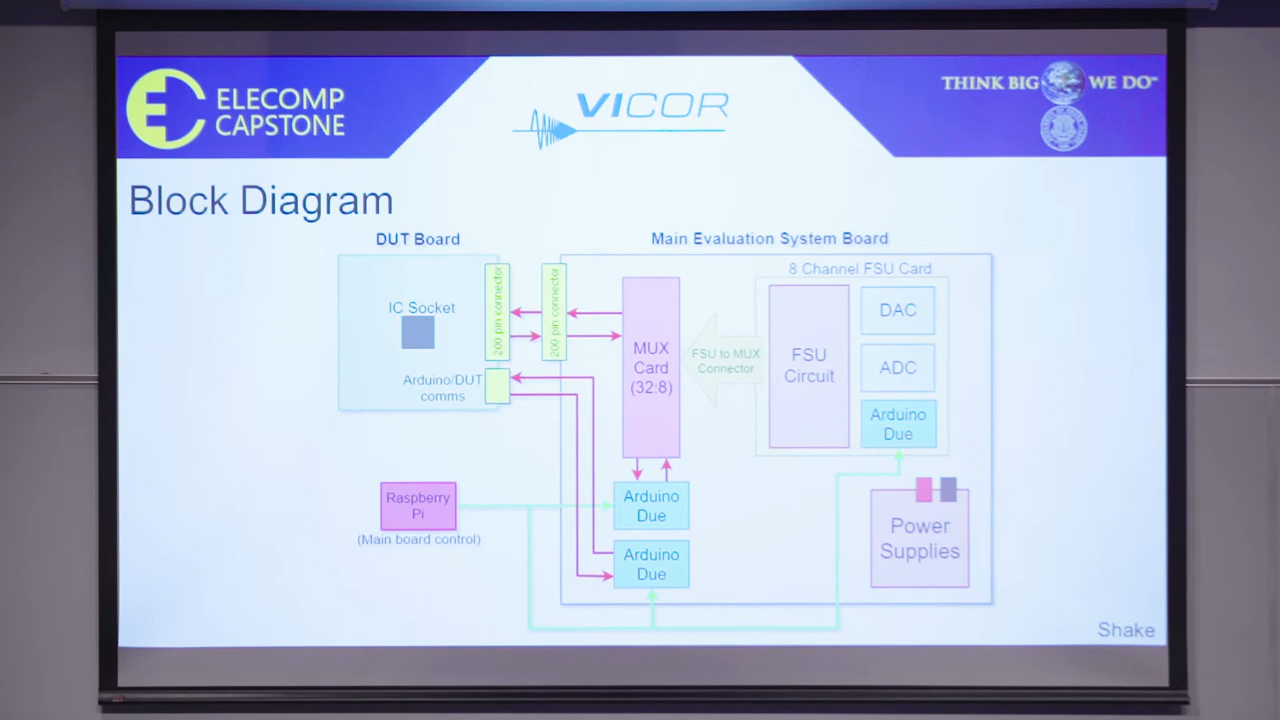 ELECOMP
CAPSTONE
VICOR
THINK BIG WE DO℠
Block Diagram
DUT Board
Main Evaluation System Board
8 Channel FSU Card
IC Socket
200 pin connector
200 pin connector
MUX
Card
(32:8)
FSU to MUX
Connector
FSU
Circuit
DAC
ADC
Arduino
Due
Arduino/DUT
comms
Raspberry
Pi
(Main board control)
Arduino
Due
Arduino
Due
Power
Supplies
Shake